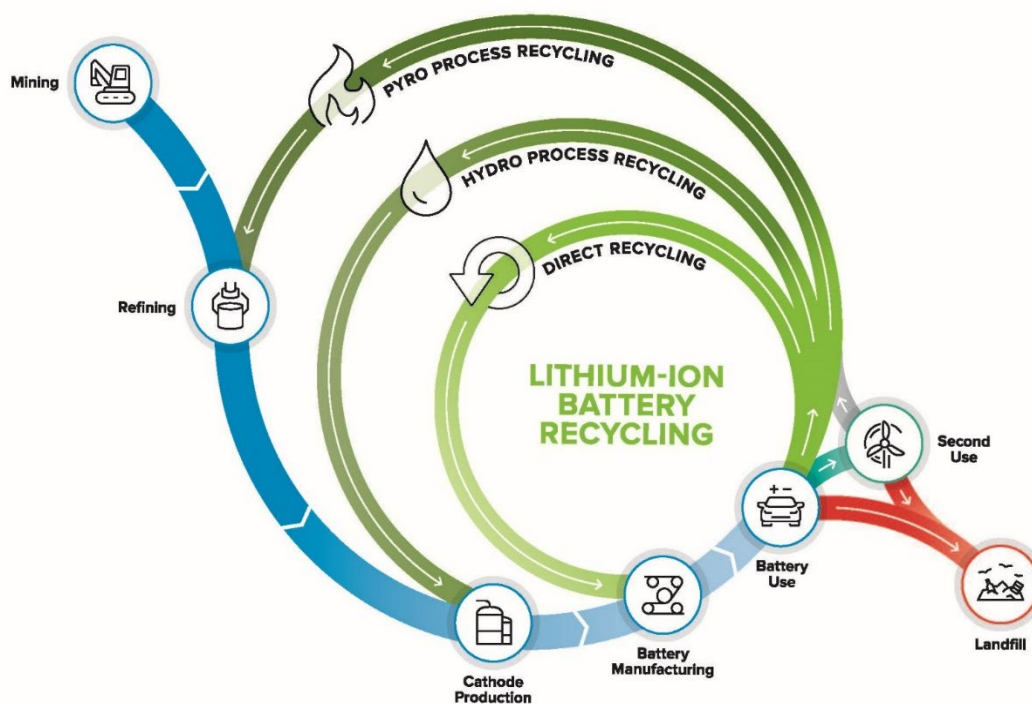 Mining
PYRO PROCESS RECYCLING
HYDRO PROCESS RECYCLING
DIRECT RECYCLING
Refining
LITHIUM-ION
BATTERY
RECYCLING
Second
Use
+ -
Battery
Use
Landfill
Battery
Manufacturing
Cathode
Production